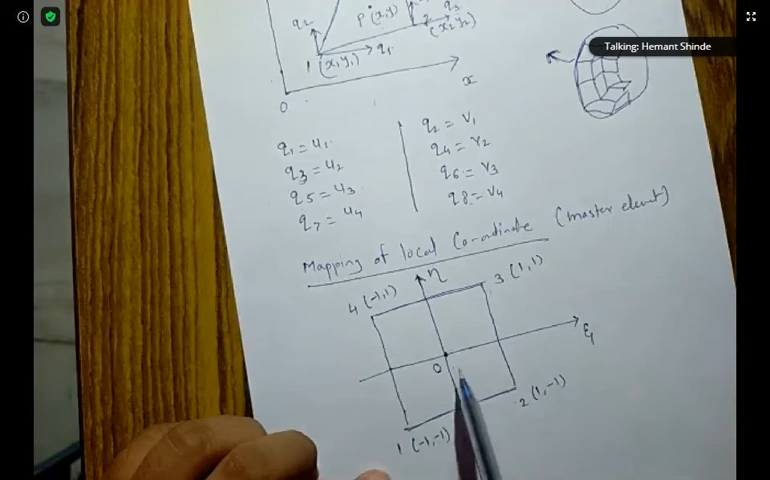 Talking: Hemant Shinde
q2 q3
P (x,y) 2 (x2 y2)
1 (x1 y1) q1
0 x
q1 = u1 q2 = v1
q3 = u2 q4 = v2
q5 = u3 q6 = v3
q7 = u4 q8 = v4
Mapping of local Co-ordinate (master elemt)
η
4 (-1,1) 3 (1,1)
ξ
0
2 (1,-1)
1 (-1,-1)